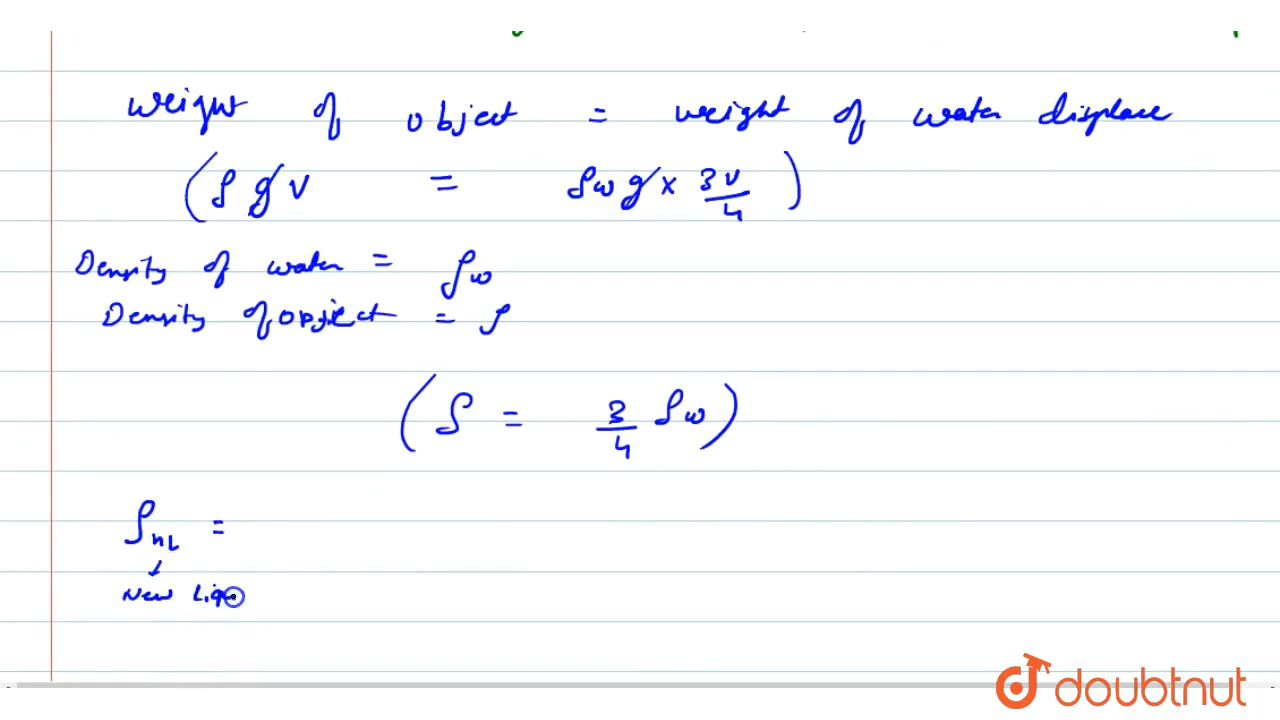 weight of object = weight of water displace
(ρ g v = ρw g × 3v/4)
Density of water = ρw
Density of object = ρ
(ρ = 3/4 ρw)
ρnL =
↓
New Liqu
doubtnut